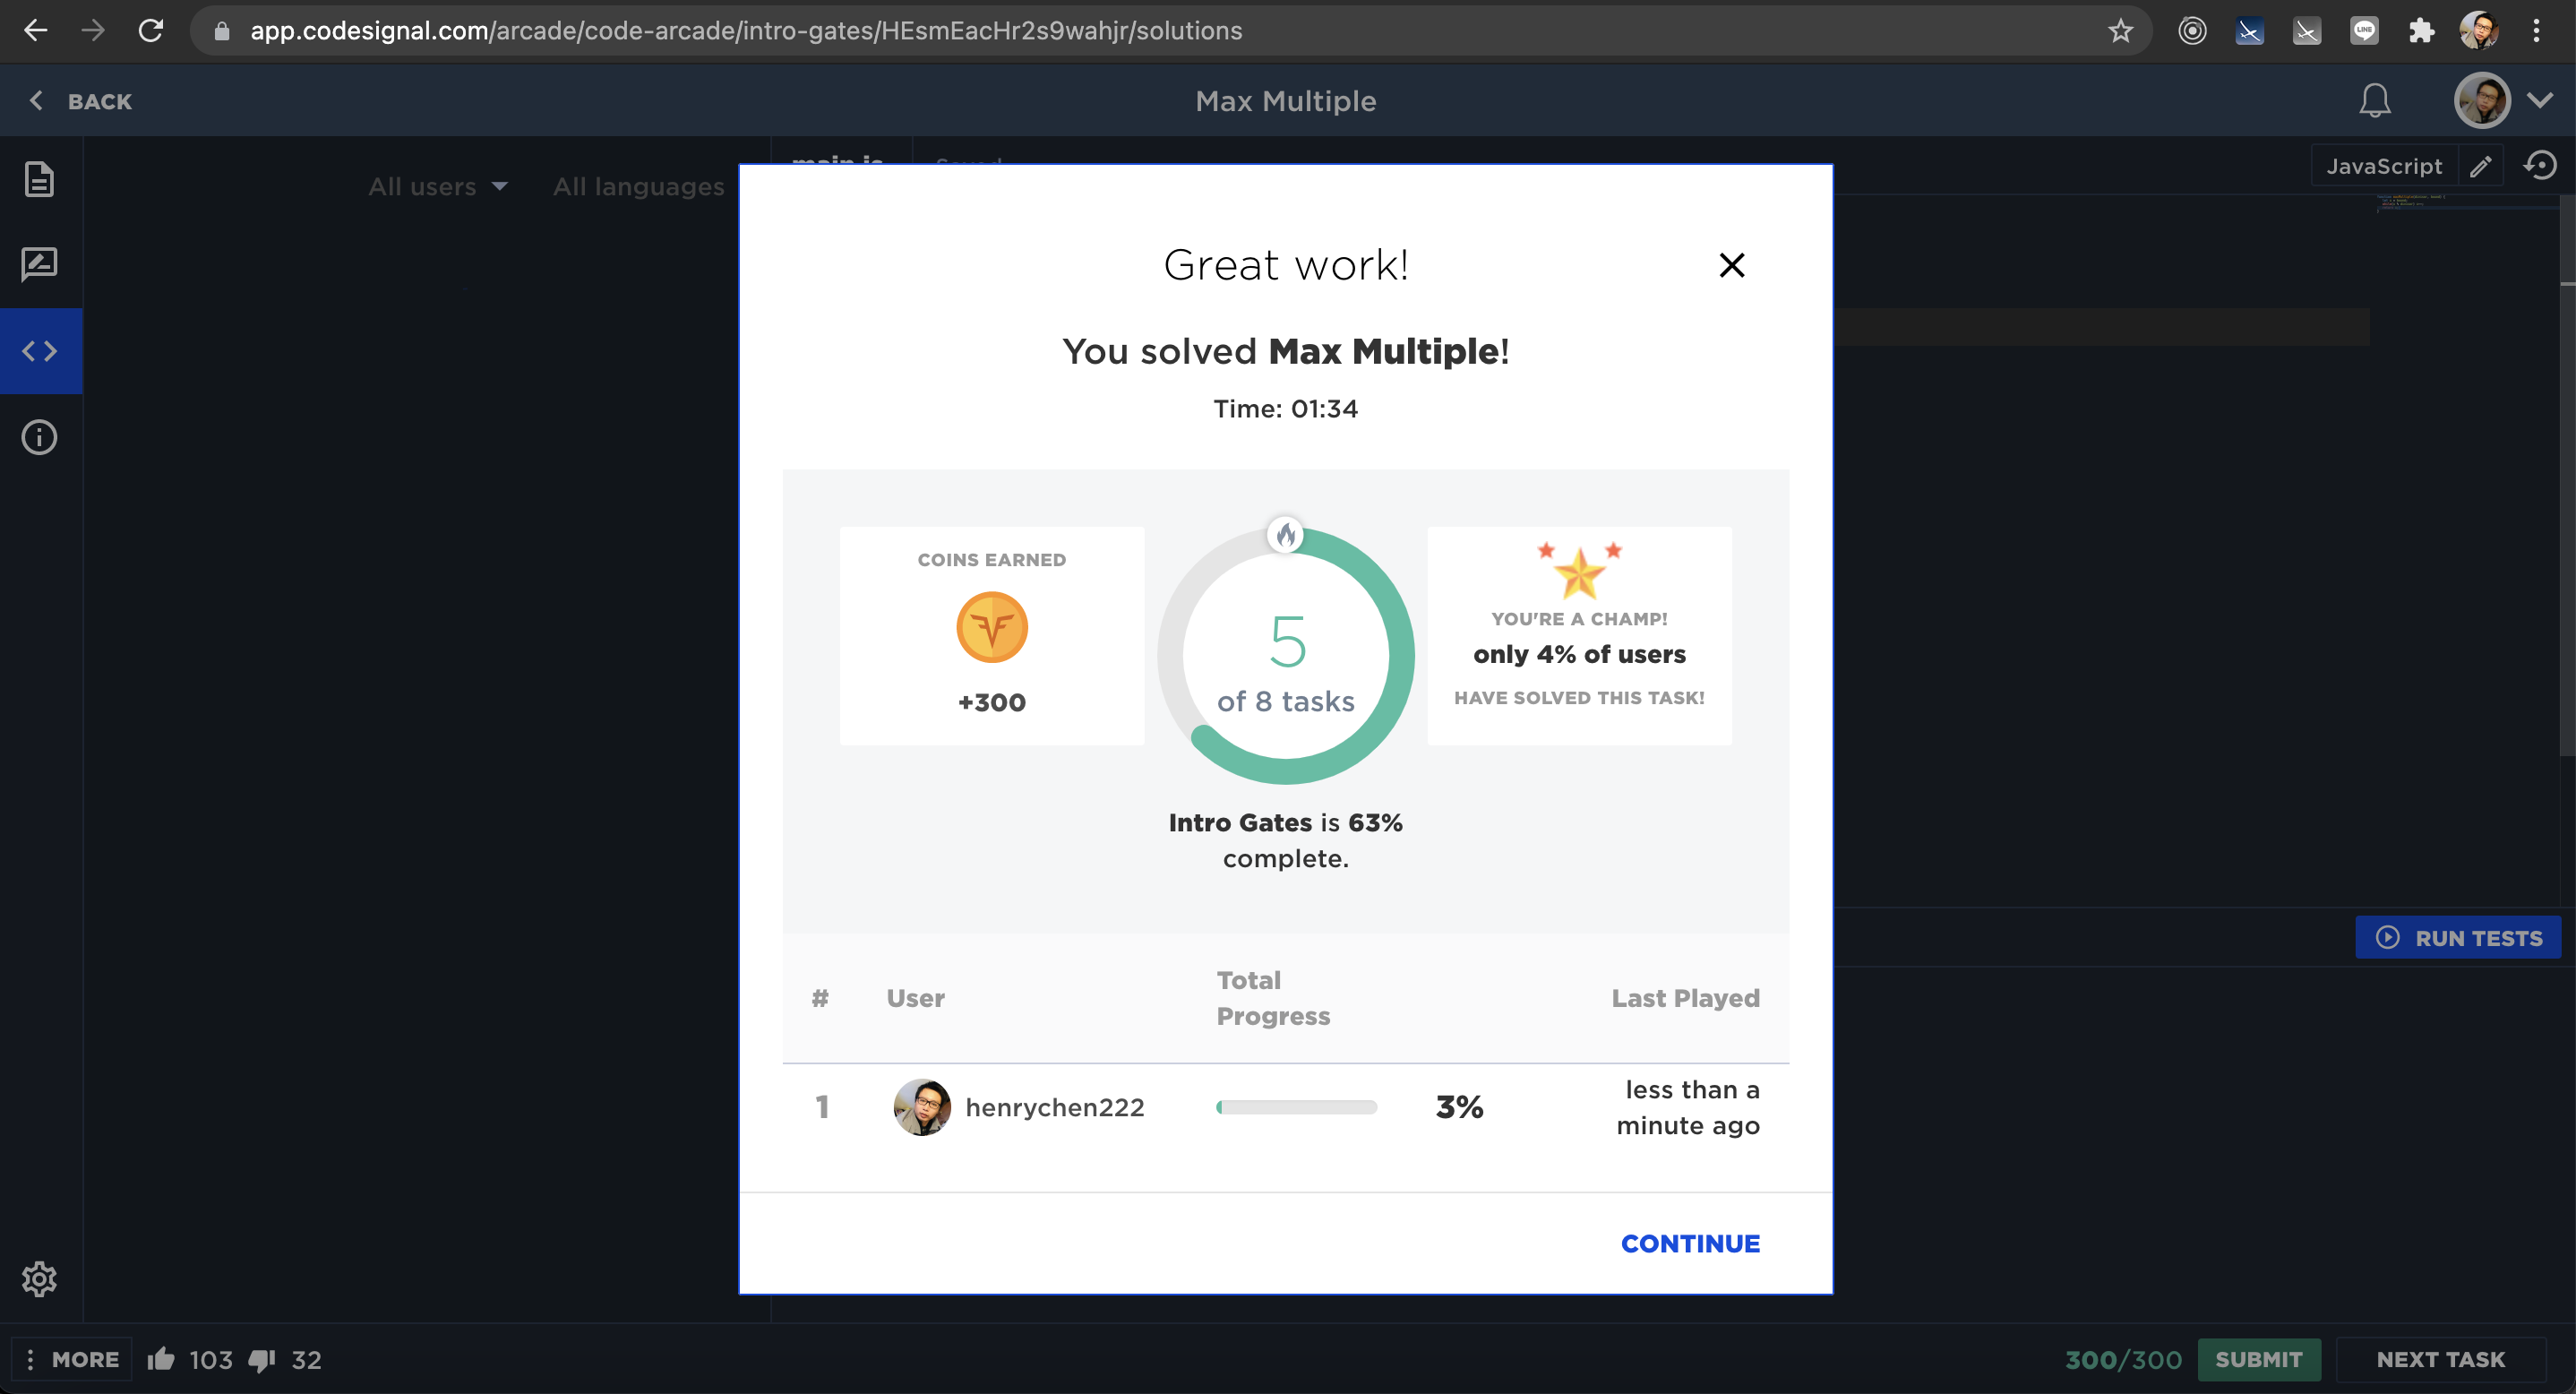 app.codesignal.com/arcade/code-arcade/intro-gates/HEsmEacHr2s9wahjr/solutions
BACK
Max Multiple
All users
All languages
main.js
Saved
JavaScript
Great work!
You solved Max Multiple!
Time: 01:34
COINS EARNED
+300
5
of 8 tasks
YOU'RE A CHAMP!
only 4% of users
HAVE SOLVED THIS TASK!
Intro Gates is 63%
complete.
RUN TESTS
# User Total Progress Last Played
1 henrychen222 3% less than a minute ago
CONTINUE
MORE 103 32
300/300 SUBMIT NEXT TASK